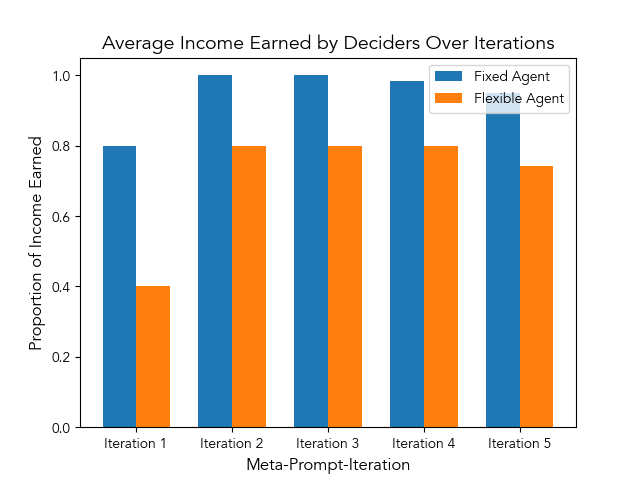 Average Income Earned by Deciders Over Iterations
Fixed Agent
Flexible Agent
Proportion of Income Earned
1.0
0.8
0.6
0.4
0.2
0.0
Iteration 1
Iteration 2
Iteration 3
Iteration 4
Iteration 5
Meta-Prompt-Iteration